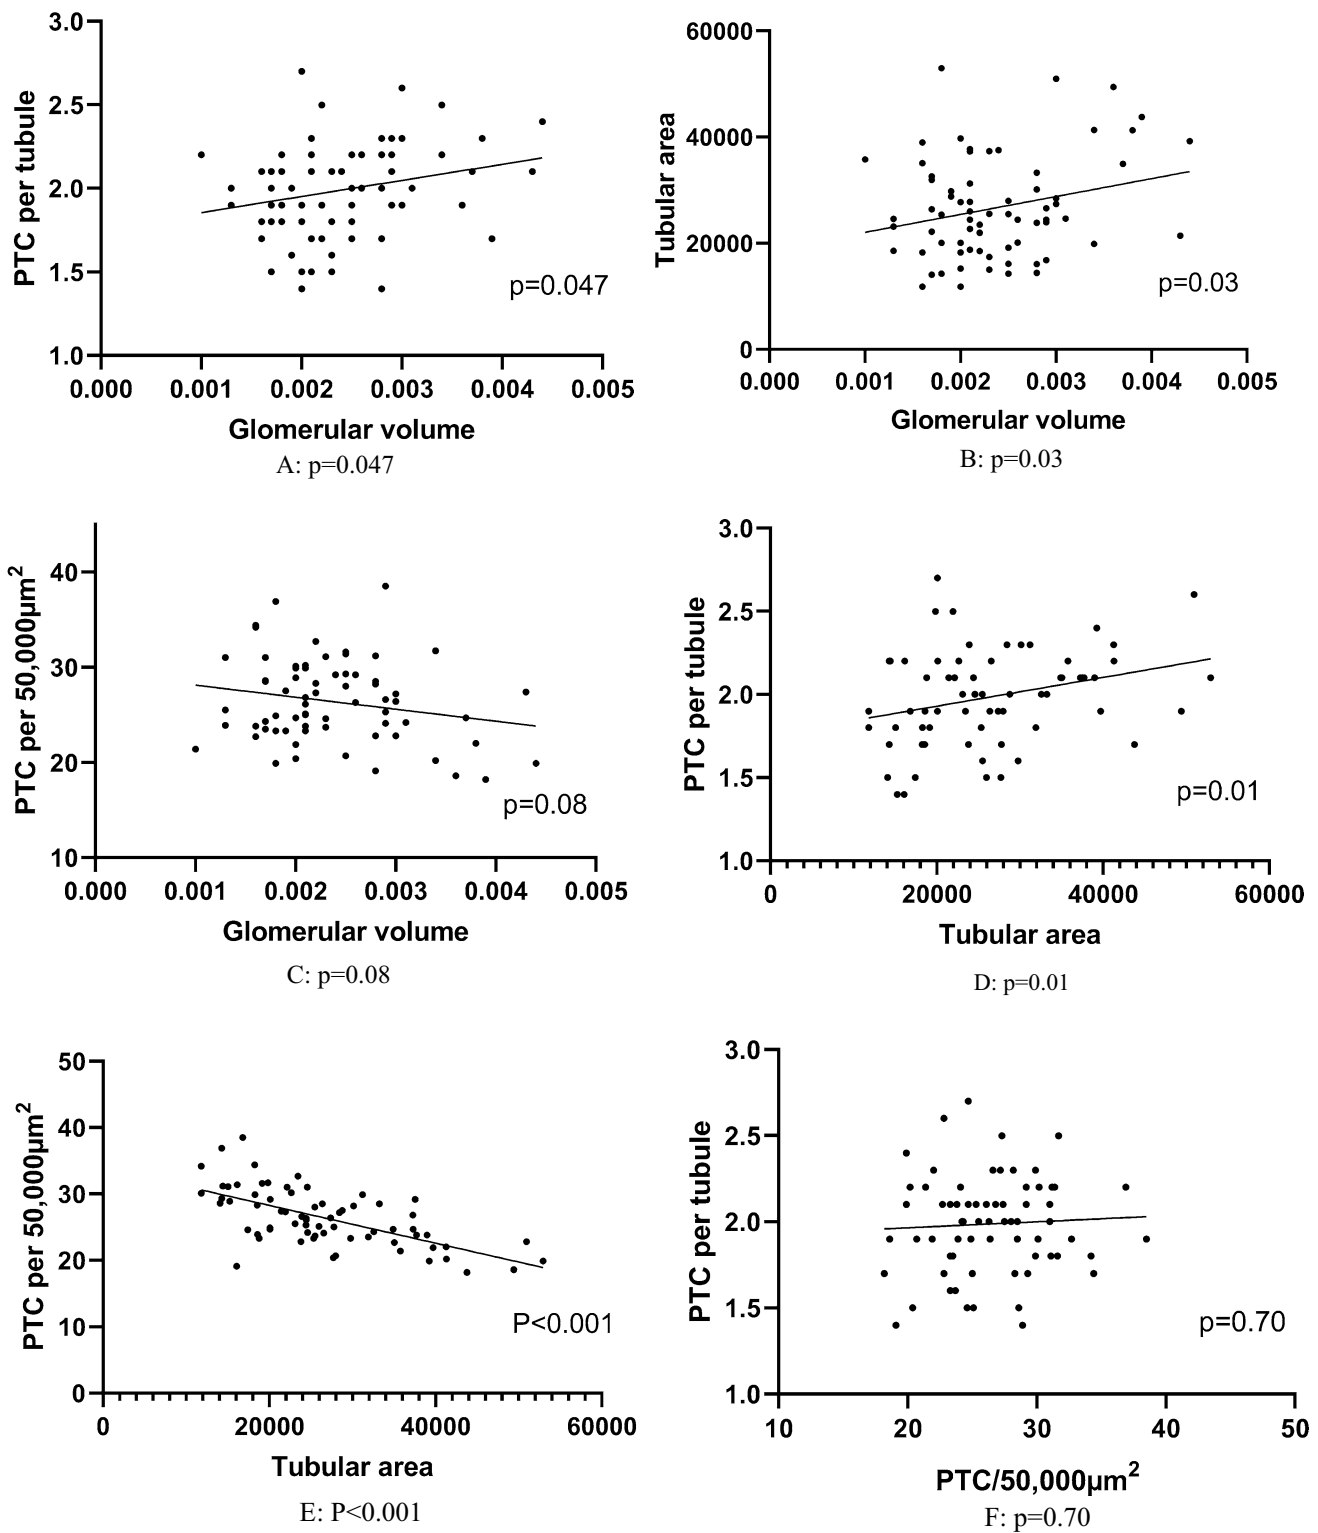 3.0
2.5
2.0
1.5
1.0
PTC per tubule
p=0.047
0.000 0.001 0.002 0.003 0.004 0.005
Glomerular volume
A: p=0.047
60000
40000
20000
0
Tubular area
p=0.03
0.000 0.001 0.002 0.003 0.004 0.005
Glomerular volume
B: p=0.03
40
30
20
10
PTC per 50,000µm²
p=0.08
0.000 0.001 0.002 0.003 0.004 0.005
Glomerular volume
C: p=0.08
3.0
2.5
2.0
1.5
1.0
PTC per tubule
p=0.01
0 20000 40000 60000
Tubular area
D: p=0.01
50
40
30
20
10
0
PTC per 50,000µm²
P<0.001
0 20000 40000 60000
Tubular area
E: P<0.001
3.0
2.5
2.0
1.5
1.0
PTC per tubule
p=0.70
10 20 30 40 50
PTC/50,000µm²
F: p=0.70